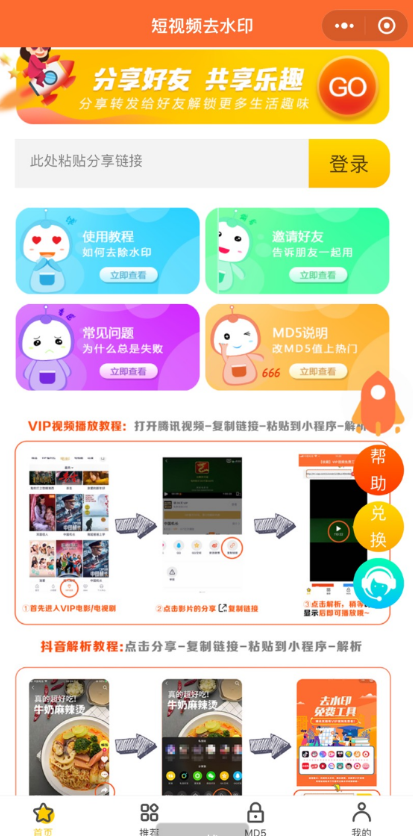 短视频去水印
分享好友 共享乐趣
分享转发给好友解锁更多生活趣味
GO
此处粘贴分享链接
登录
使用教程
如何去除水印
立即查看
邀请好友
告诉朋友一起用
立即查看
常见问题
为什么总是失败
立即查看
MD5说明
改MD5值上热门
666
立即查看
VIP视频播放教程：打开腾讯视频-复制链接-粘贴到小程序-解析
帮助
兑换
①首先进入VIP电影/电视剧
②点击影片的分享 复制链接
③点击解析，稍等
显示后即可播放哦~
抖音解析教程:点击分享-复制链接-粘贴到小程序-解析
真的超好吃!
牛奶麻辣烫
真的超好吃!
牛奶麻辣烫
去水印
免费工具
首页
推荐
MD5
我的